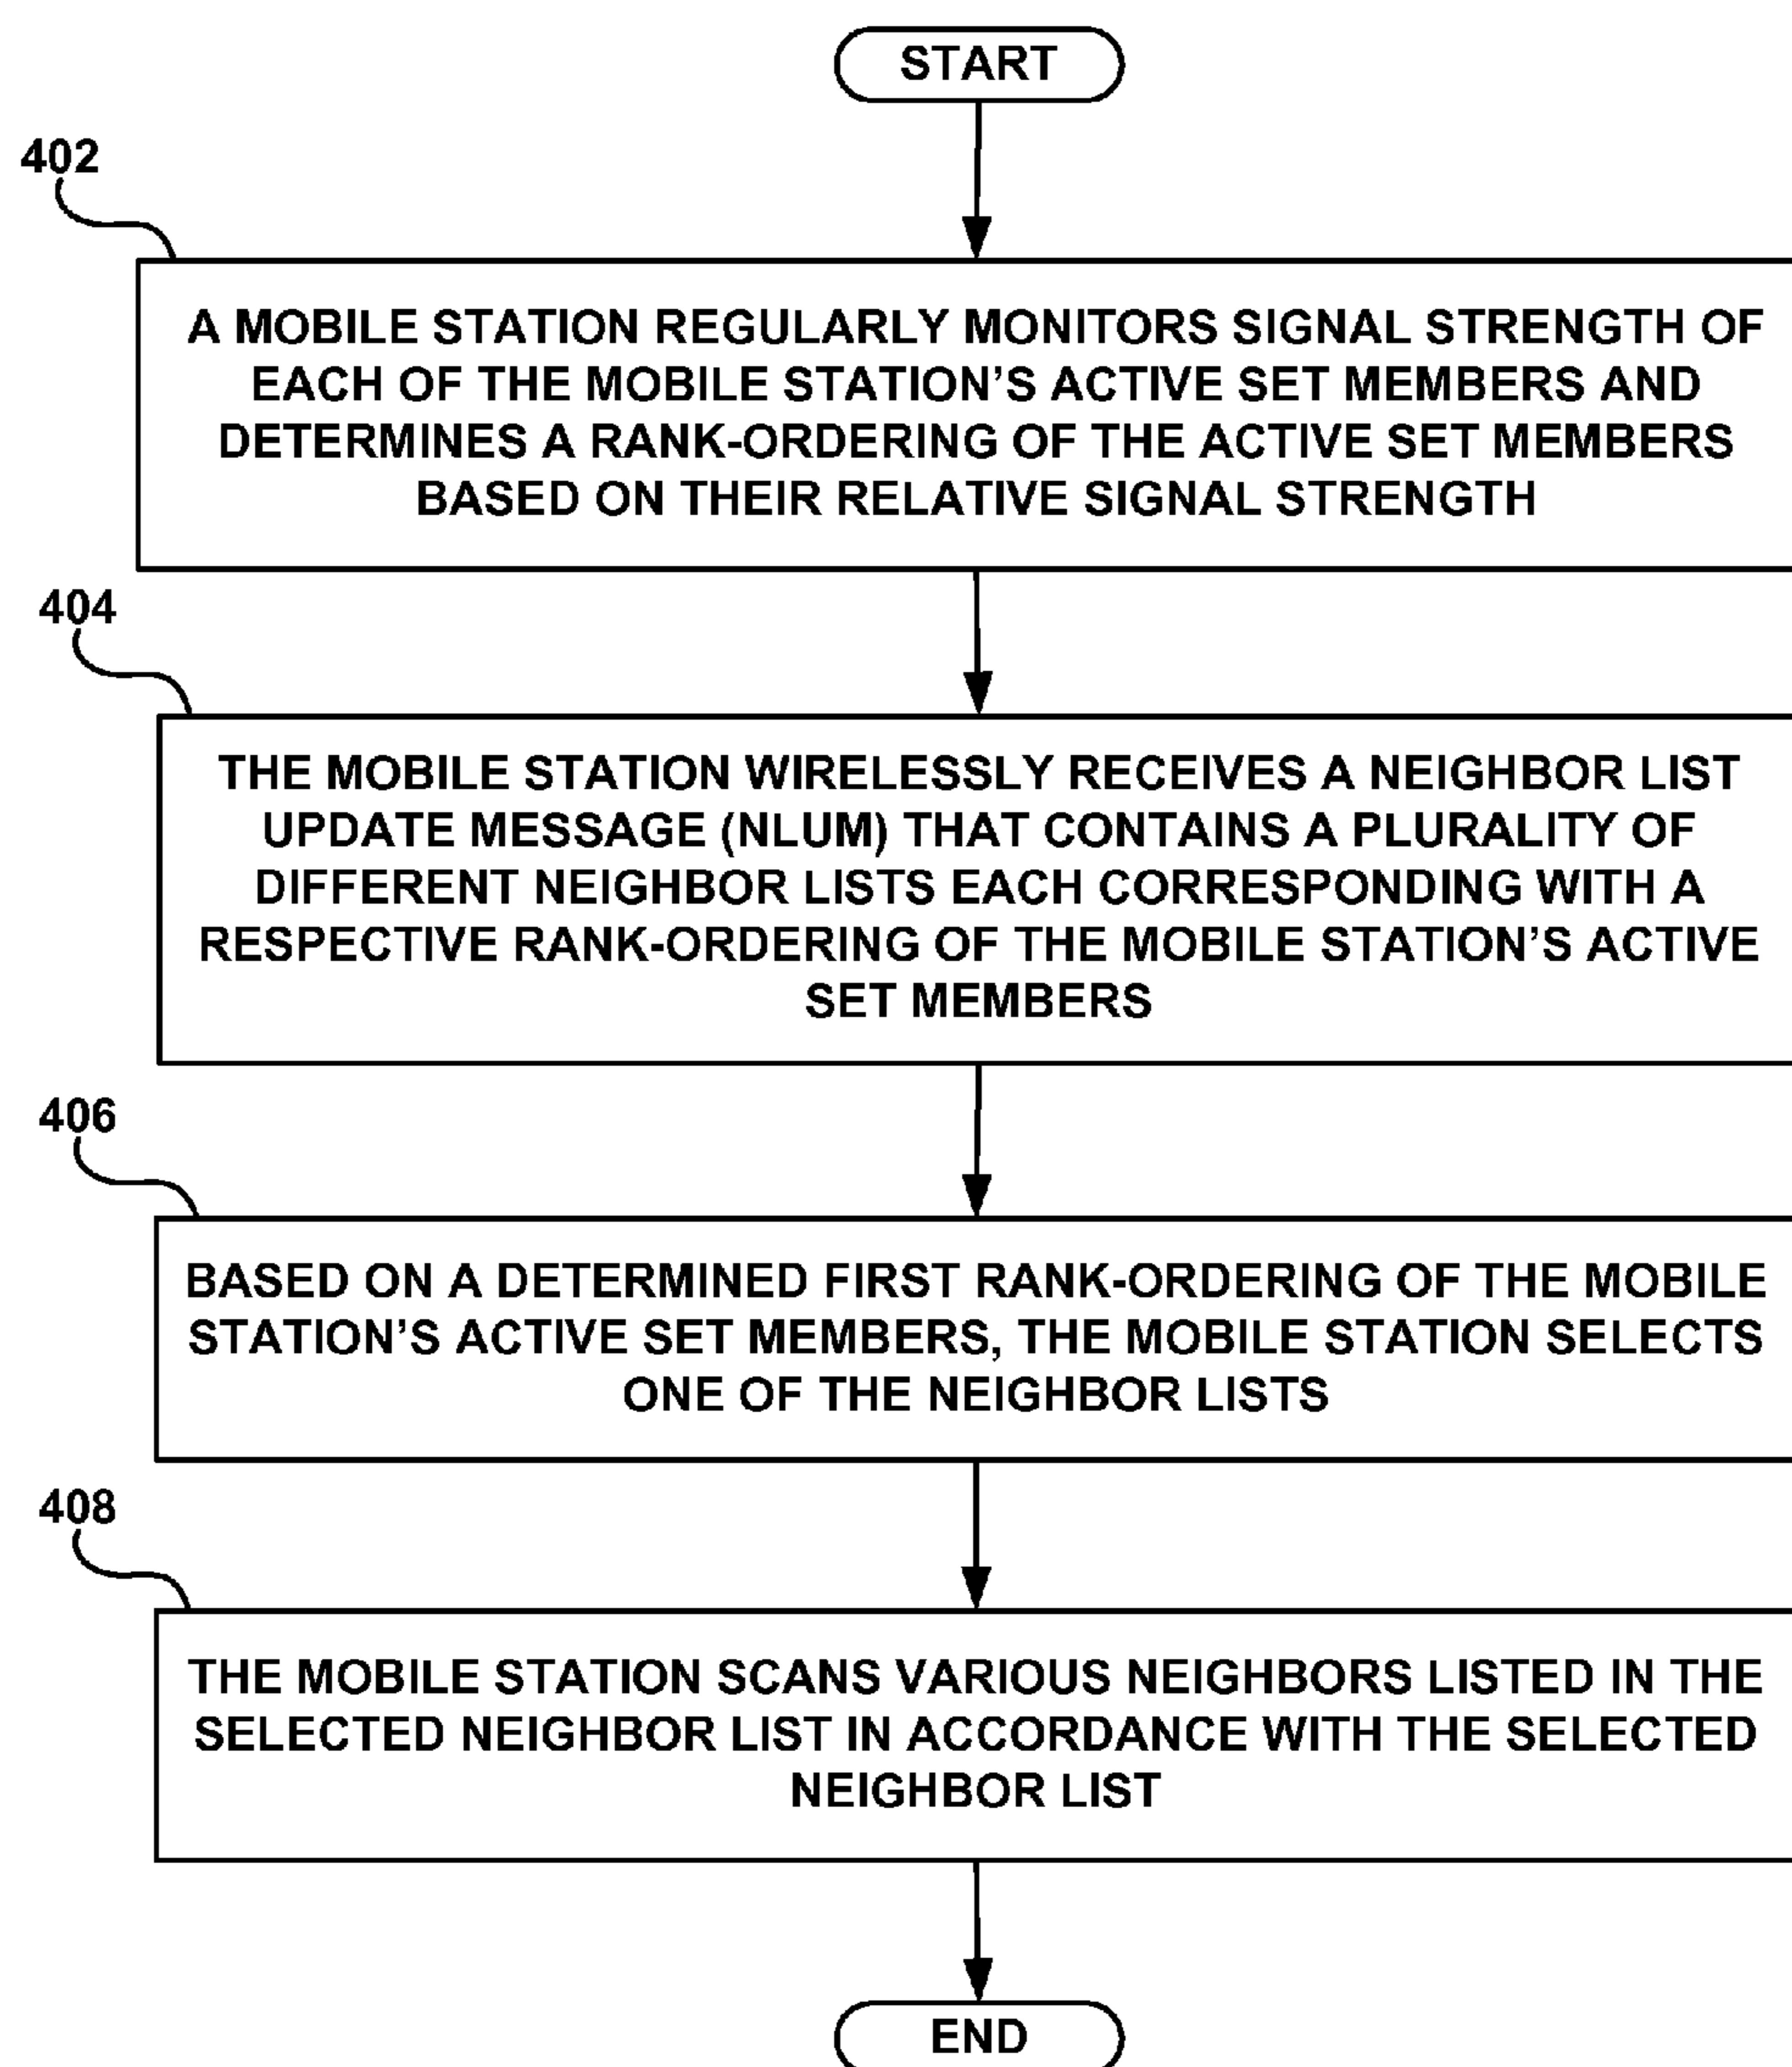 START
402
A MOBILE STATION REGULARLY MONITORS SIGNAL STRENGTH OF
EACH OF THE MOBILE STATION'S ACTIVE SET MEMBERS AND
DETERMINES A RANK-ORDERING OF THE ACTIVE SET MEMBERS
BASED ON THEIR RELATIVE SIGNAL STRENGTH
404
THE MOBILE STATION WIRELESSLY RECEIVES A NEIGHBOR LIST
UPDATE MESSAGE (NLUM) THAT CONTAINS A PLURALITY OF
DIFFERENT NEIGHBOR LISTS EACH CORRESPONDING WITH A
RESPECTIVE RANK-ORDERING OF THE MOBILE STATION'S ACTIVE
SET MEMBERS
406
BASED ON A DETERMINED FIRST RANK-ORDERING OF THE MOBILE
STATION'S ACTIVE SET MEMBERS, THE MOBILE STATION SELECTS
ONE OF THE NEIGHBOR LISTS
408
THE MOBILE STATION SCANS VARIOUS NEIGHBORS LISTED IN THE
SELECTED NEIGHBOR LIST IN ACCORDANCE WITH THE SELECTED
NEIGHBOR LIST
END